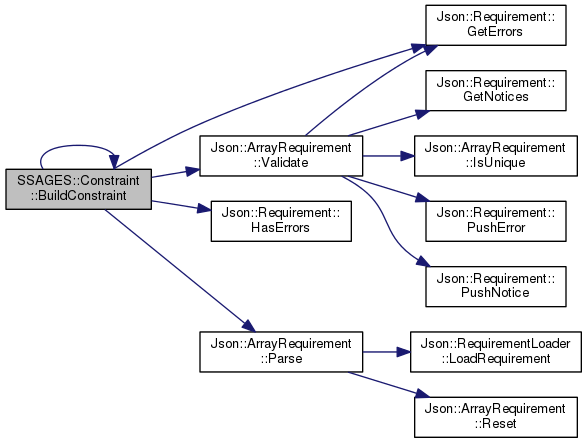 SSAGES::Constraint
::BuildConstraint
Json::ArrayRequirement
::Validate
Json::Requirement::
HasErrors
Json::ArrayRequirement
::Parse
Json::Requirement::
GetErrors
Json::Requirement::
GetNotices
Json::ArrayRequirement
::IsUnique
Json::Requirement::
PushError
Json::Requirement::
PushNotice
Json::RequirementLoader
::LoadRequirement
Json::ArrayRequirement
::Reset